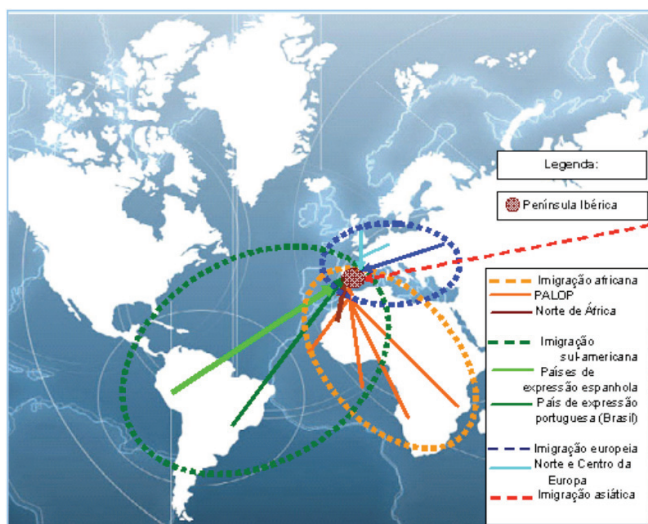 Legenda:
Península Ibérica
Imigração africana
PALOP
Norte de África
Imigração
sul-americana
Países de
expressão espanhola
País de expressão
portuguesa (Brasil)
Imigração europeia
Norte e Centro da
Europa
Imigração asiática